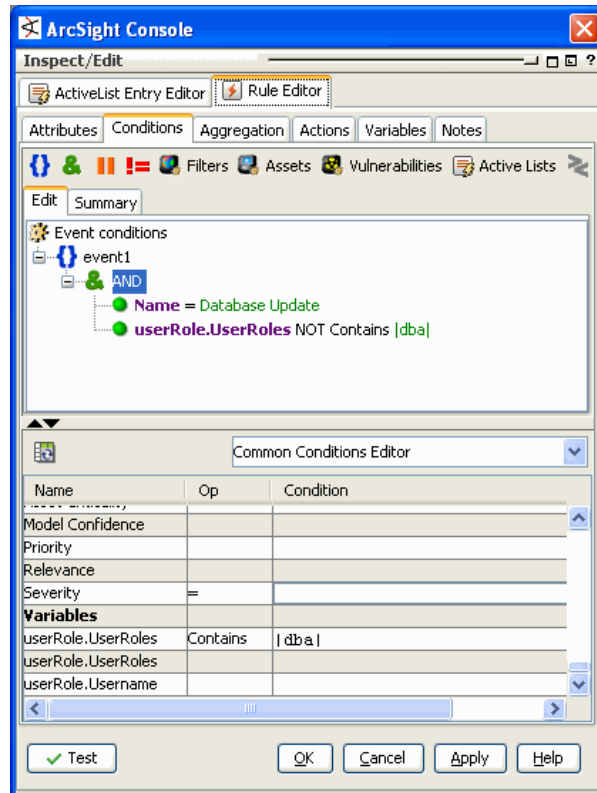 ArcSight Console
Inspect/Edit ?
ActiveList Entry Editor Rule Editor
Attributes Conditions Aggregation Actions Variables Notes
{} & || != Filters Assets Vulnerabilities Active Lists
Edit Summary
Event conditions
{} event1
& AND
Name = Database Update
userRole.UserRoles NOT Contains |dba|
Common Conditions Editor
Name Op Condition
Model Confidence
Priority
Relevance
Severity =
Variables
userRole.UserRoles Contains |dba|
userRole.UserRoles
userRole.Username
Test OK Cancel Apply Help